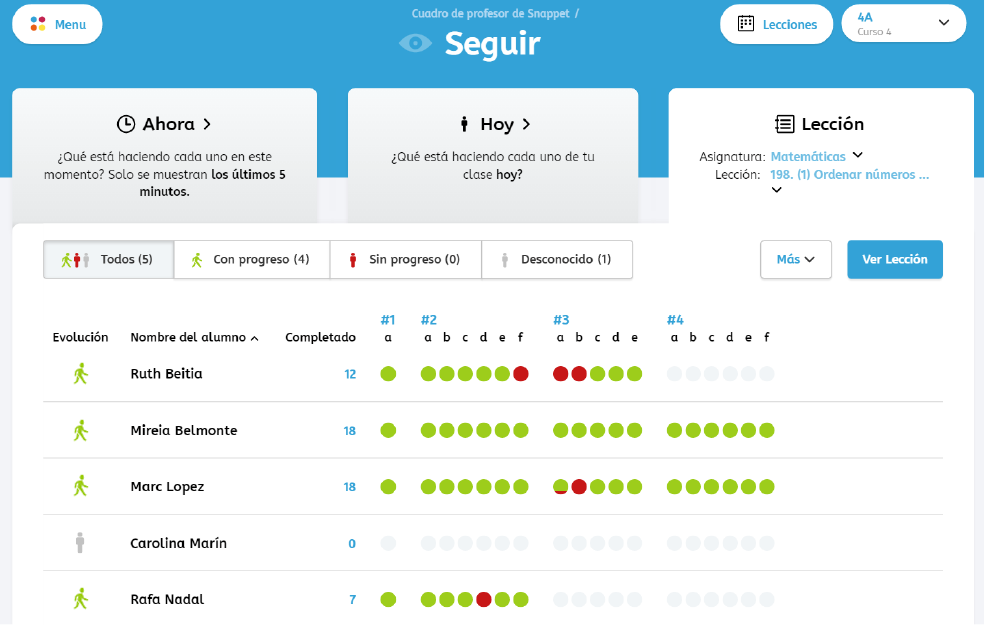 Menu
Cuadro de profesor de Snappet /
Seguir
Lecciones
4A
Curso 4
Ahora
¿Qué está haciendo cada uno en este
momento? Solo se muestran los últimos 5
minutos.
Hoy
¿Qué está haciendo cada uno de tu
clase hoy?
Lección
Asignatura: Matemáticas
Lección: 198. (1) Ordenar números ...
Todos (5)
Con progreso (4)
Sin progreso (0)
Desconocido (1)
Más
Ver Lección
#1 #2 #3 #4
Evolución Nombre del alumno Completado a a b c d e f a b c d e a b c d e f
Ruth Beitia 12
Mireia Belmonte 18
Marc Lopez 18
Carolina Marín 0
Rafa Nadal 7